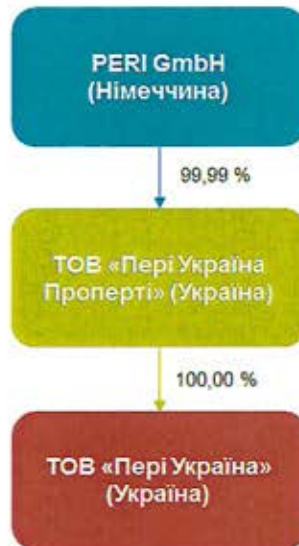 PERI GmbH
(Німеччина)
99,99 %
ТОВ «Пері Україна
Проперті» (Україна)
100,00 %
ТОВ «Пері Україна»
(Україна)